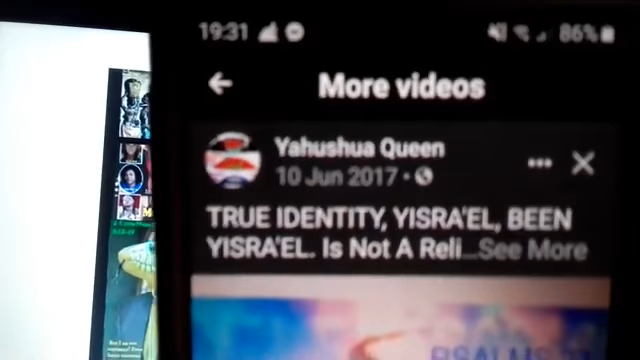 19:31
86%
More videos
Yahushua Queen
10 Jun 2017 •
TRUE IDENTITY, YISRA'EL, BEEN
YISRA'EL. Is Not A Reli...See More
PSALMS